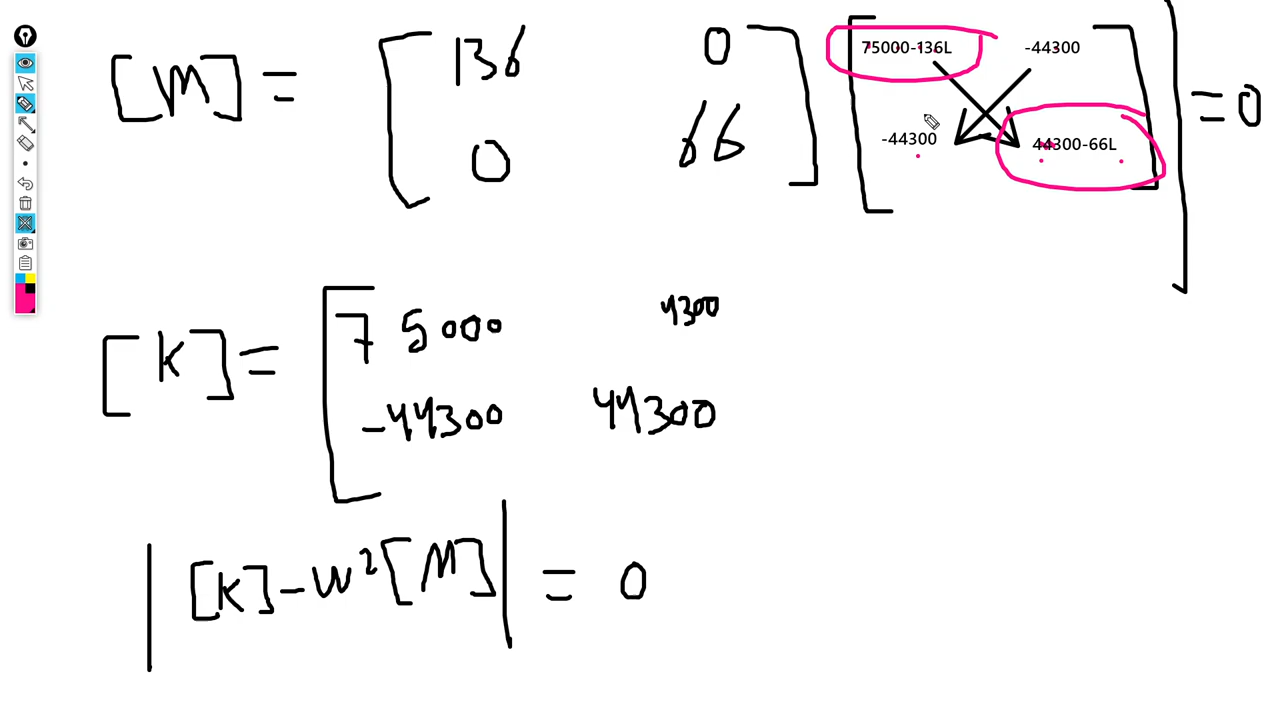 [M] = [136 0
0 66]
[75000-136L -44300
-44300 44300-66L] | = 0
[K] = [75000 4300
-44300 44300
| [K] - W² [M] | = 0